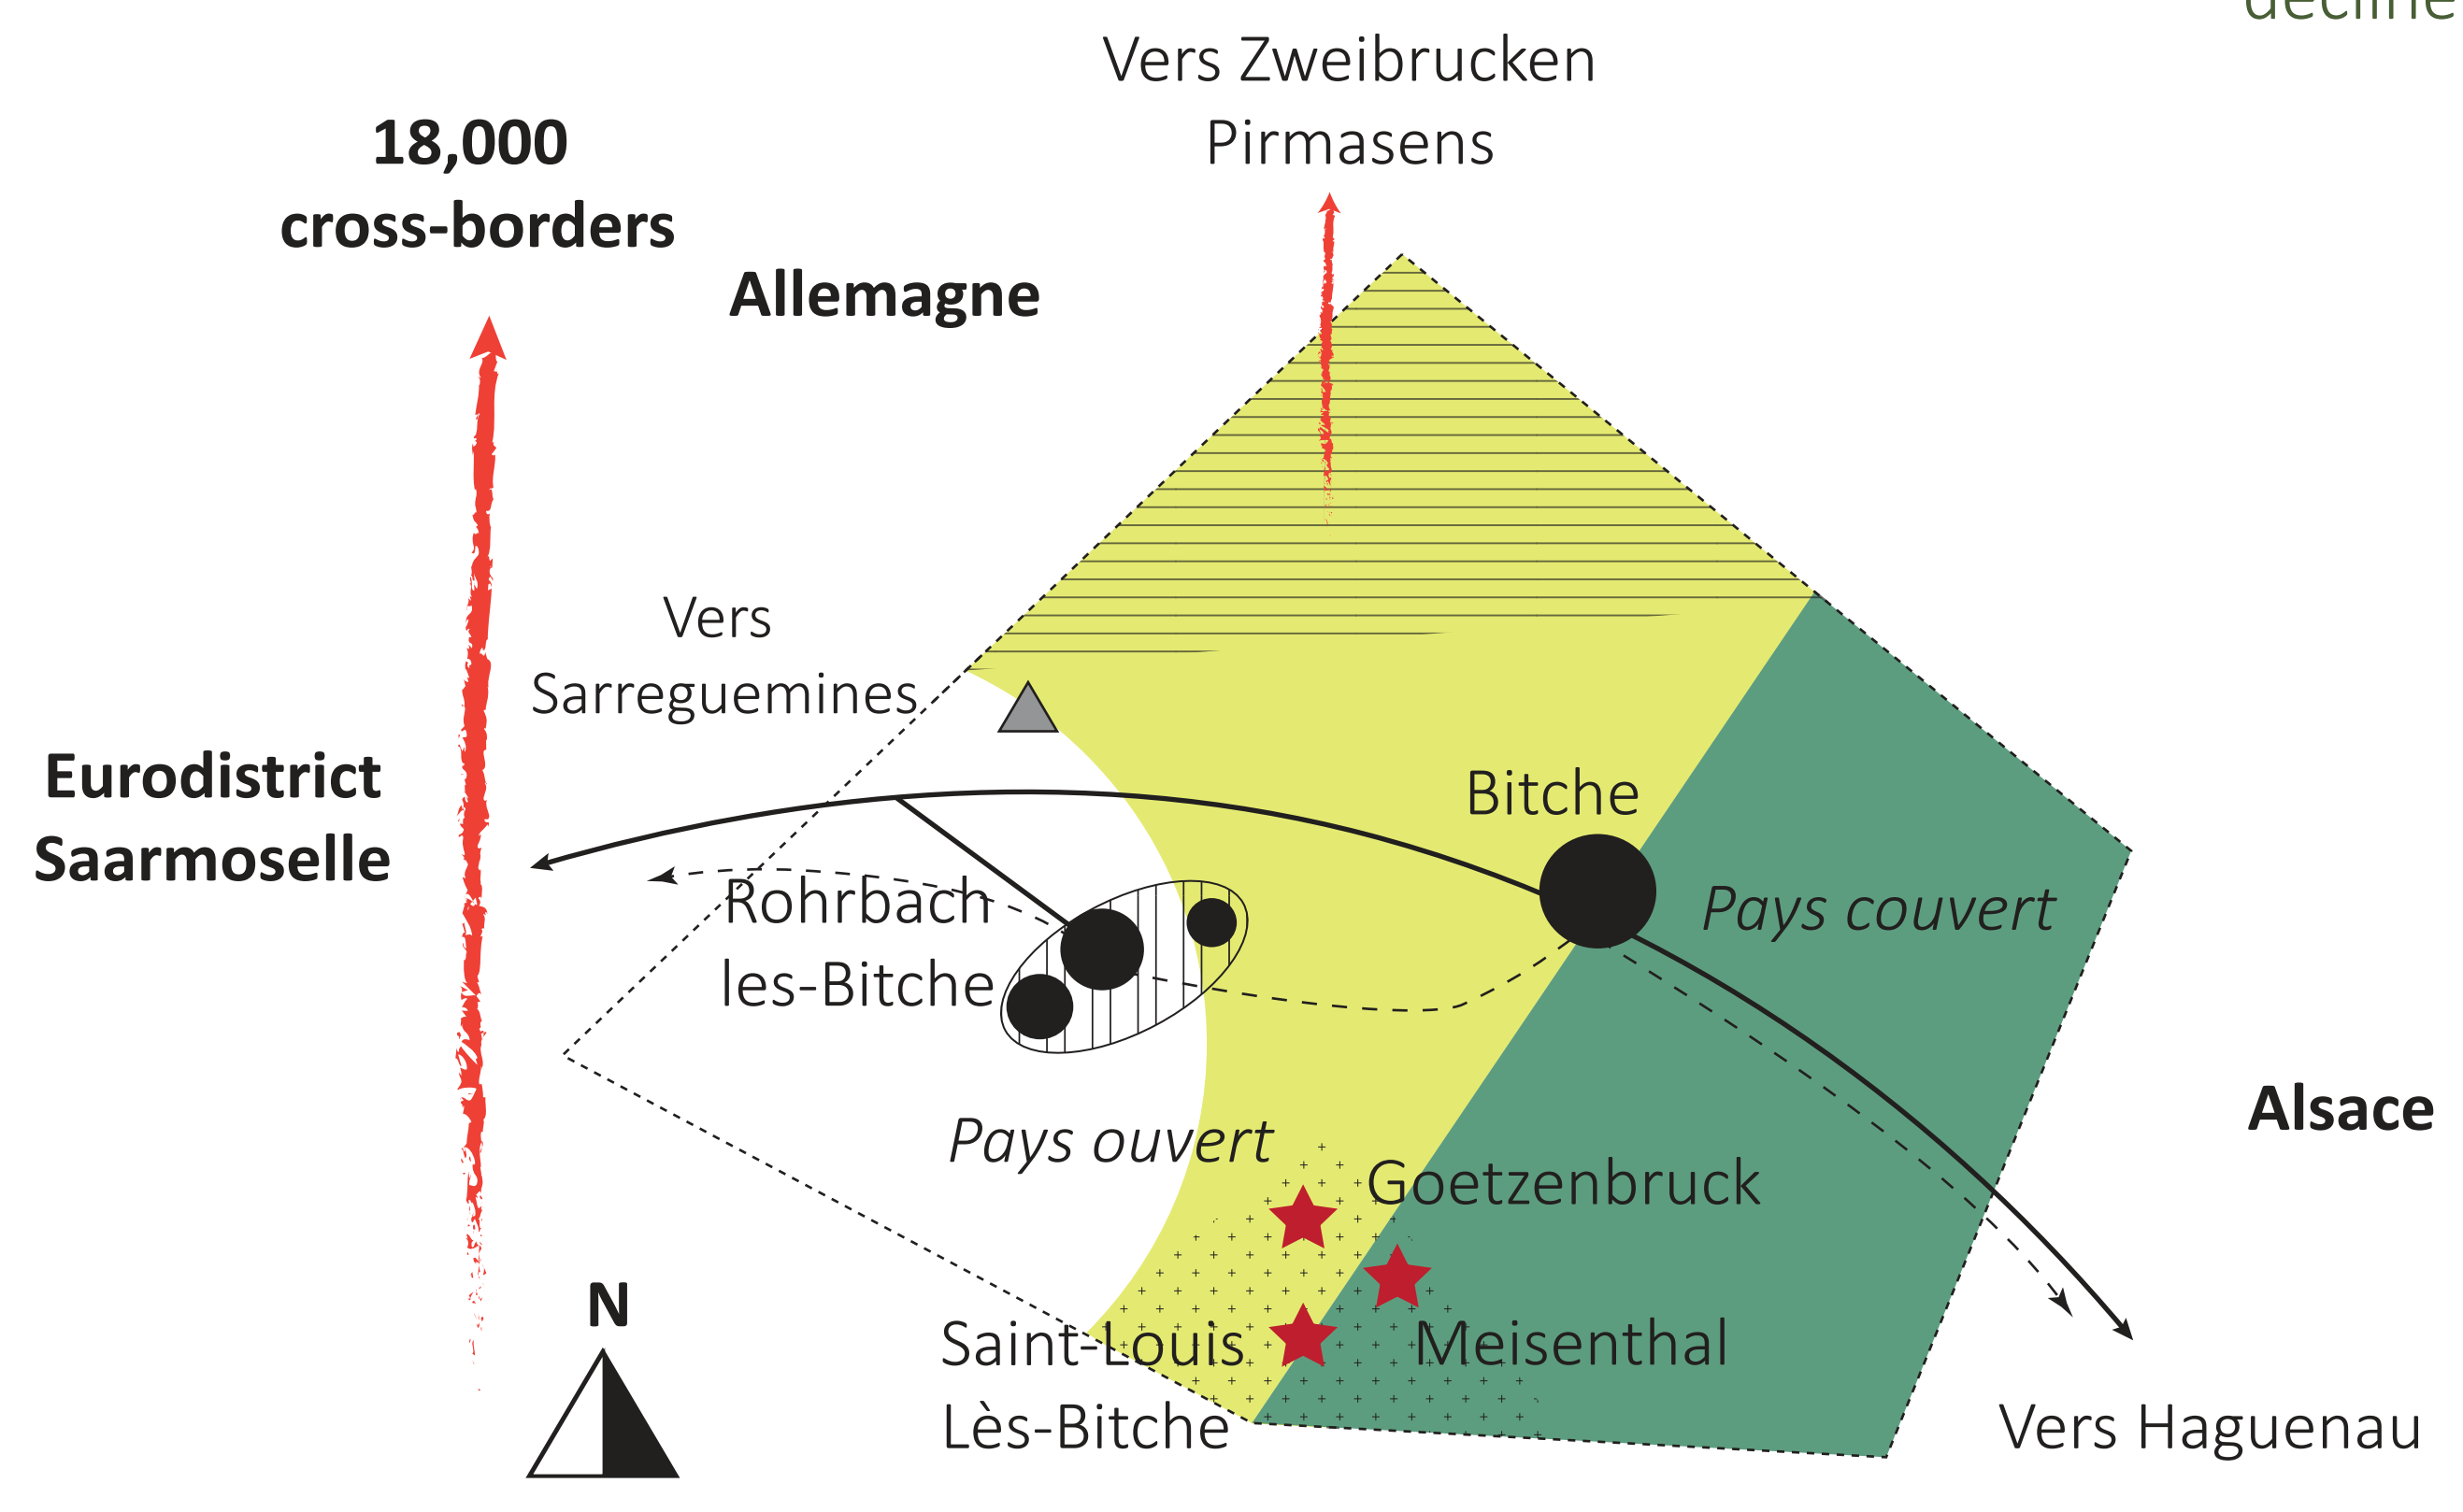 décline
Vers Zweibrucken
Pirmasens
18,000
cross-borders
Allemagne
Vers
Sarreguemines
Eurodistrict
Saarmoselle
Bitche
Pays couvert
Rohrbach
les-Bitche
Alsace
Pays ouvert
Goetzenbruck
N
Saint-Louis
Lès-Bitche
Meisenthal
Vers Haguenau